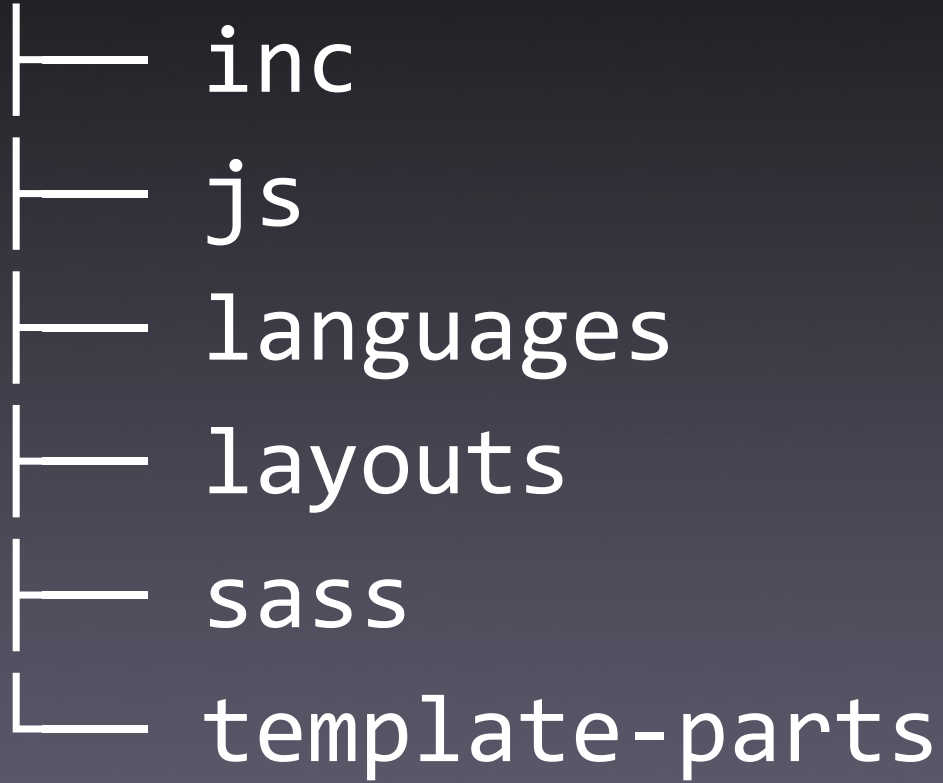 ├── inc
├── js
├── languages
├── layouts
├── sass
└── template-parts